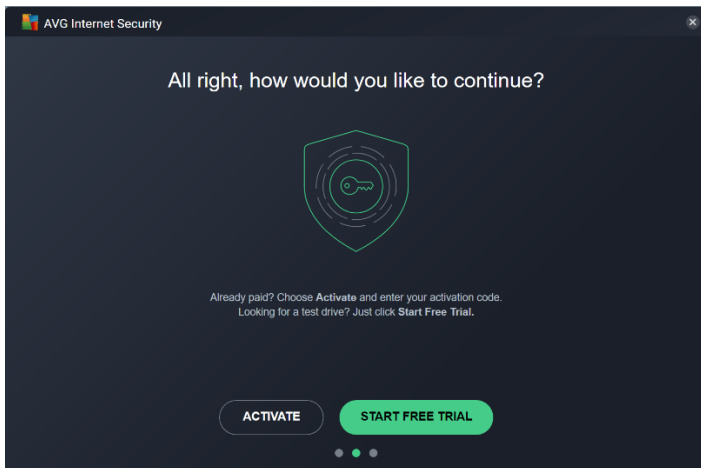 AVG Internet Security
All right, how would you like to continue?
Already paid? Choose Activate and enter your activation code.
Looking for a test drive? Just click Start Free Trial.
ACTIVATE
START FREE TRIAL